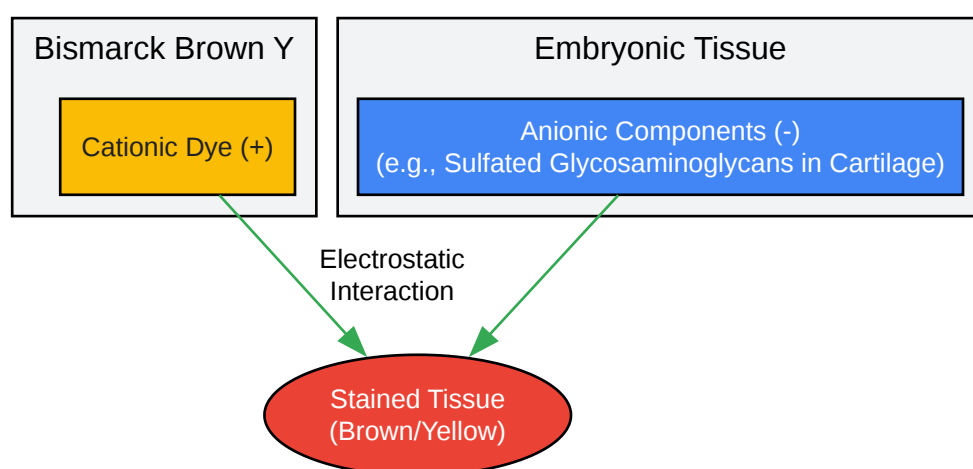 Bismarck Brown Y
Embryonic Tissue
Cationic Dye (+)
Anionic Components (-)
(e.g., Sulfated Glycosaminoglycans in Cartilage)
Electrostatic
Interaction
Stained Tissue
(Brown/Yellow)